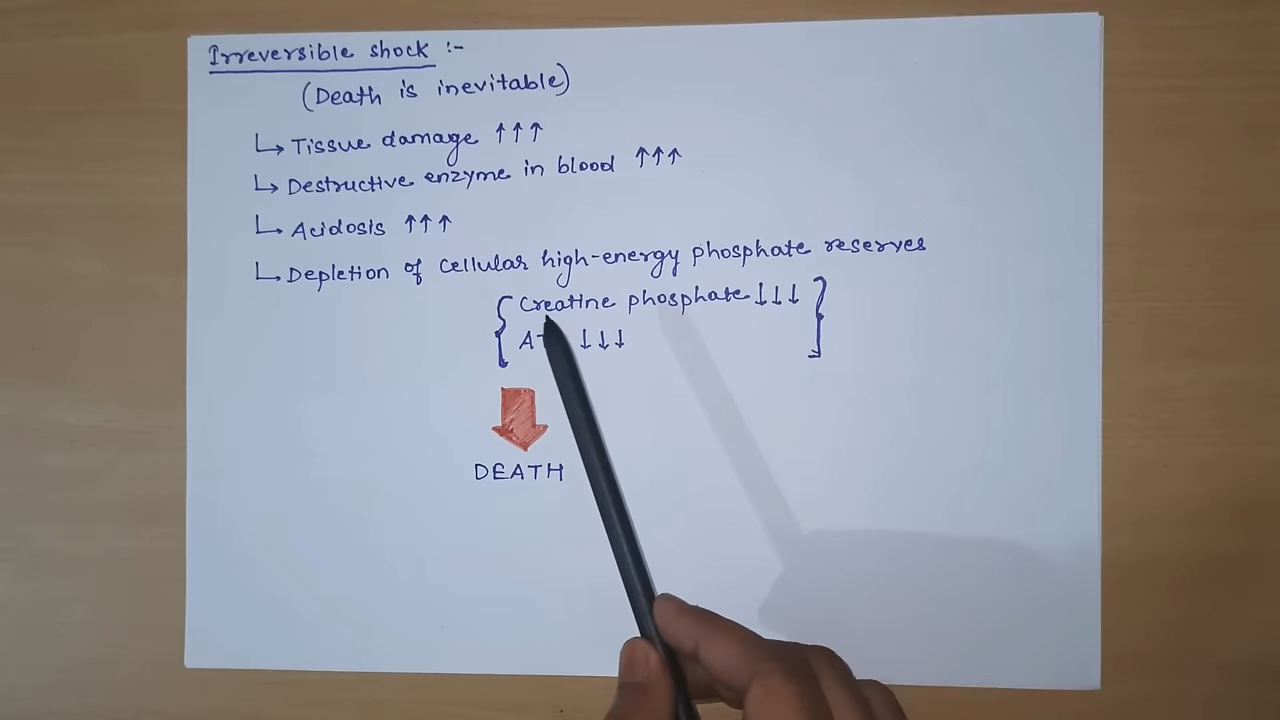 Irreversible shock :-
(Death is inevitable)
↳ Tissue damage ↑↑↑
↳ Destructive enzyme in blood ↑↑↑
↳ Acidosis ↑↑↑
↳ Depletion of cellular high-energy phosphate reserves
{ Creatine phosphate ↓↓↓ }
↓↓↓
DEATH